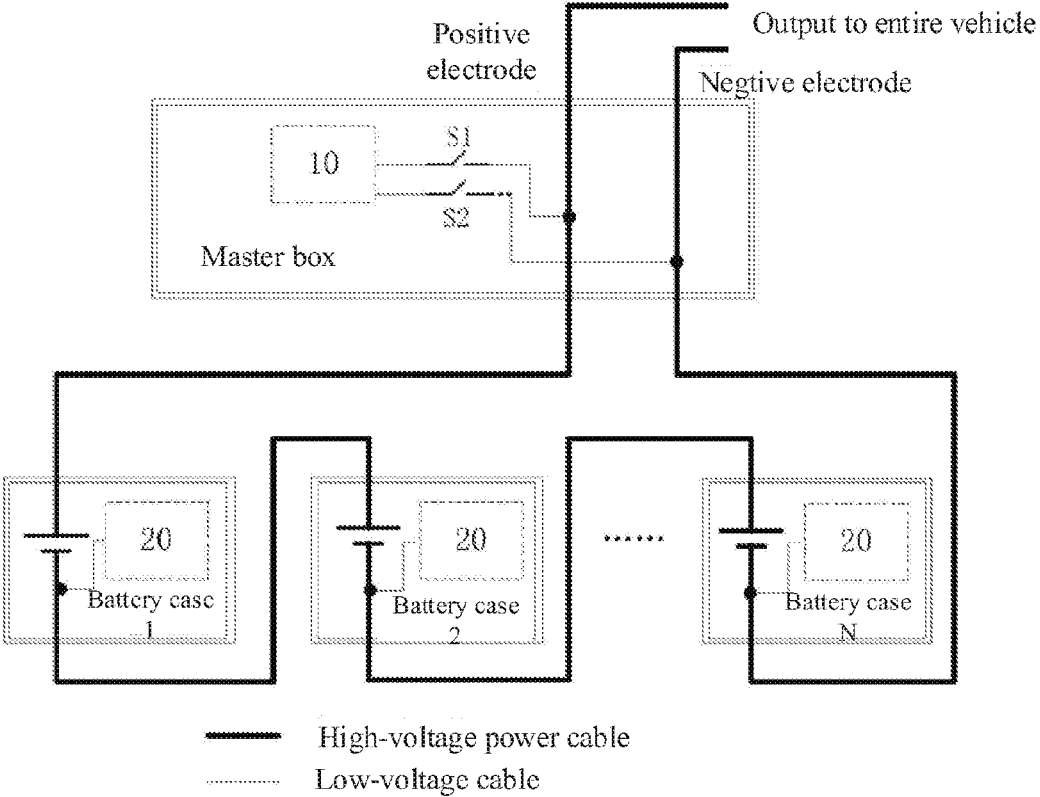 Positive
electrode
Output to entire vehicle
Negtive electrode
S1
10
S2
Master box
20
Battery case
1
20
Battery case
2
......
20
Battery case
N
High-voltage power cable
Low-voltage cable